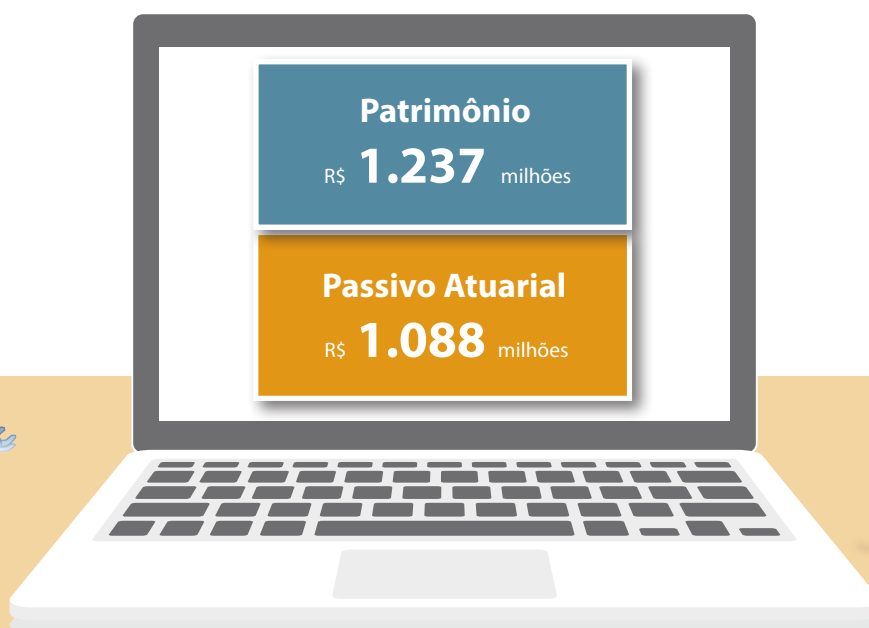 Patrimônio
R$ 1.237 milhões
Passivo Atuarial
R$ 1.088 milhões